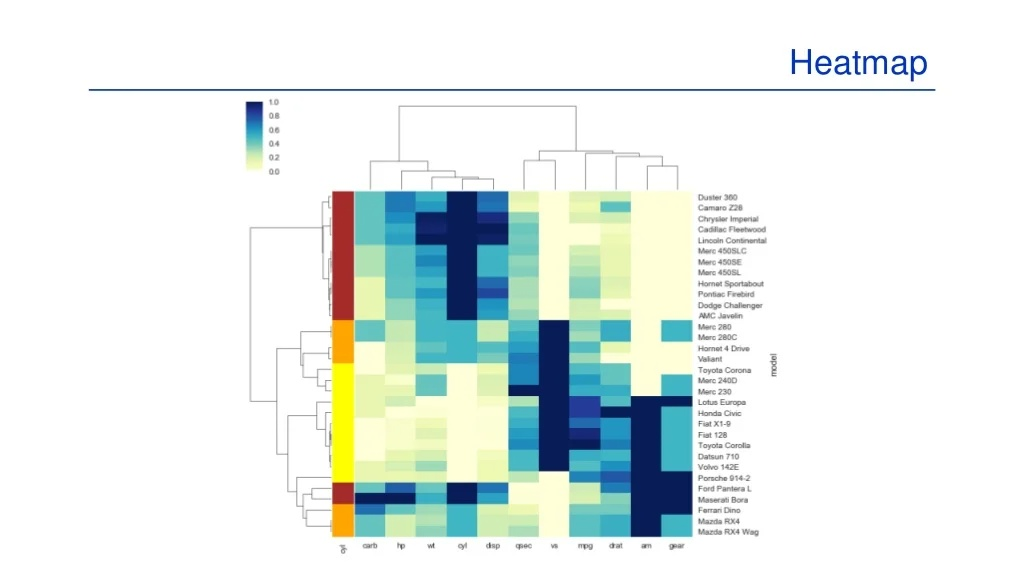 Heatmap
1.0
0.8
0.6
0.4
0.2
0.0
Duster 360
Camaro Z28
Chrysler Imperial
Cadillac Fleetwood
Lincoln Continental
Merc 450SLC
Merc 450SE
Merc 450SL
Hornet Sportabout
Pontiac Firebird
Dodge Challenger
AMC Javelin
Merc 280
Merc 280C
Hornet 4 Drive
Valiant
Toyota Corona
Merc 240D
Merc 230
Lotus Europa
Honda Civic
Fiat X1-9
Fiat 128
Toyota Corolla
Datsun 710
Volvo 142E
Porsche 914-2
Ford Pantera L
Maserati Bora
Ferrari Dino
Mazda RX4
Mazda RX4 Wag
model
cyl carb hp wt cyl disp qsec vs mpg drat am gear